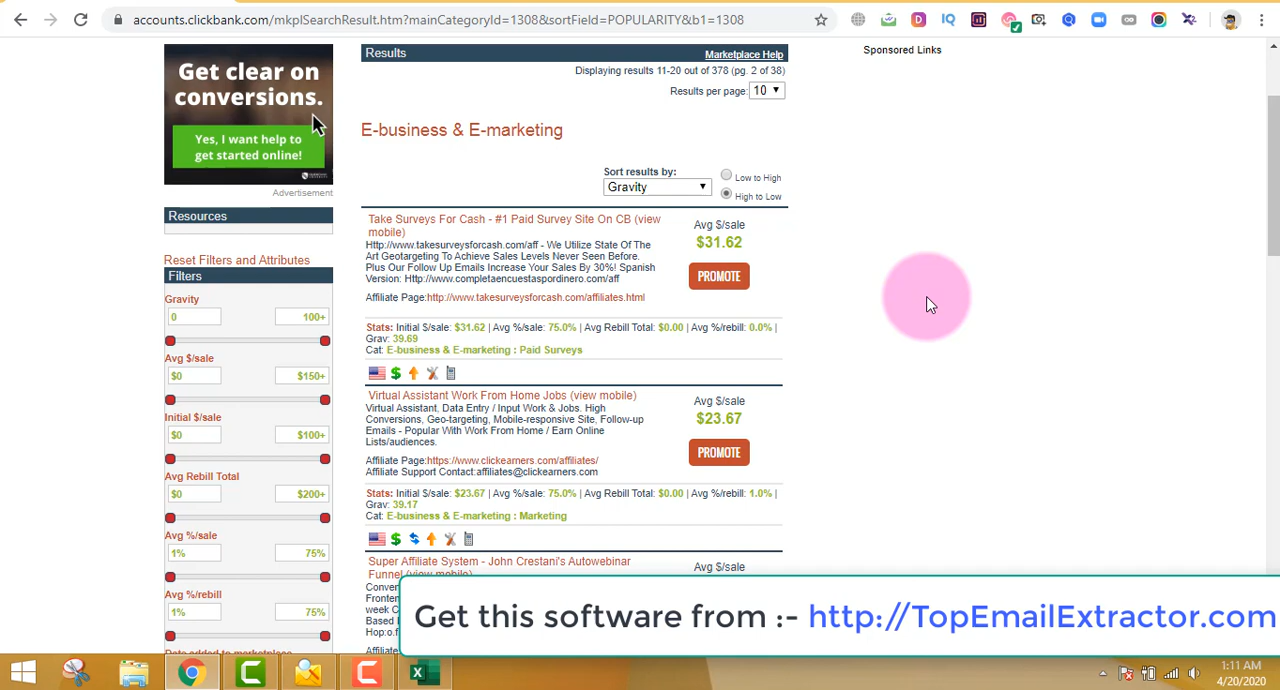 accounts.clickbank.com/mkplSearchResult.htm?mainCategoryId=1308&sortField=POPULARITY&b1=1308
Get clear on
conversions.
Yes, I want help to
get started online!
Advertisement
Resources
Reset Filters and Attributes
Filters
Gravity
0 100+
Avg $/sale
$0 $150+
Initial $/sale
$0 $100+
Avg Rebill Total
$0 $200+
Avg %/sale
1% 75%
Avg %/rebill
1% 75%
Results Marketplace Help
Displaying results 11-20 out of 378 (pg. 2 of 38)
Results per page: 10
E-business & E-marketing
Sort results by:
Gravity
Low to High
High to Low
Take Surveys For Cash - #1 Paid Survey Site On CB (view
mobile)
Http://www.takesurveysforcash.com/aff - We Utilize State Of The
Art Geotargeting To Achieve Sales Levels Never Seen Before.
Plus Our Follow Up Emails Increase Your Sales By 30%! Spanish
Version: Http://www.completaencuestaspordinero.com/aff
Affiliate Page:http://www.takesurveysforcash.com/affiliates.html
Avg $/sale
$31.62
PROMOTE
Stats: Initial $/sale: $31.62 | Avg %/sale: 75.0% | Avg Rebill Total: $0.00 | Avg %/rebill: 0.0% |
Grav: 39.69
Cat: E-business & E-marketing : Paid Surveys
Virtual Assistant Work From Home Jobs (view mobile)
Virtual Assistant, Data Entry / Input Work & Jobs. High
Conversions, Geo-targeting, Mobile-responsive Site, Follow-up
Emails - Popular With Work From Home / Earn Online
Lists/audiences.
Affiliate Page:https://www.clickearners.com/affiliates/
Affiliate Support Contact:affiliates@clickearners.com
Avg $/sale
$23.67
PROMOTE
Stats: Initial $/sale: $23.67 | Avg %/sale: 75.0% | Avg Rebill Total: $0.00 | Avg %/rebill: 1.0% |
Grav: 39.17
Cat: E-business & E-marketing : Marketing
Super Affiliate System - John Crestani's Autowebinar
Funnel (view mobile)
Avg $/sale
Sponsored Links
Get this software from :- http://TopEmailExtractor.com
1:11 AM
4/20/2020